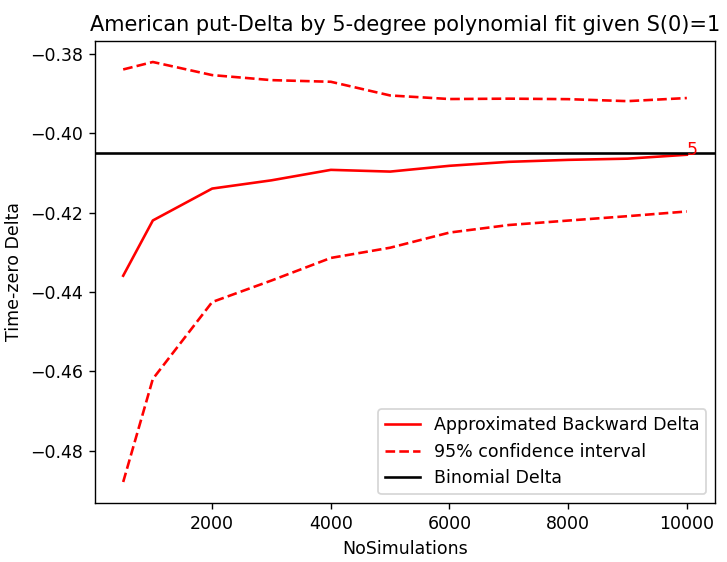 American put-Delta by 5-degree polynomial fit given S(0)=1
−0.38
−0.40
−0.42
−0.44
−0.46
−0.48
Time-zero Delta
5
Approximated Backward Delta
95% confidence interval
Binomial Delta
2000 4000 6000 8000 10000
NoSimulations